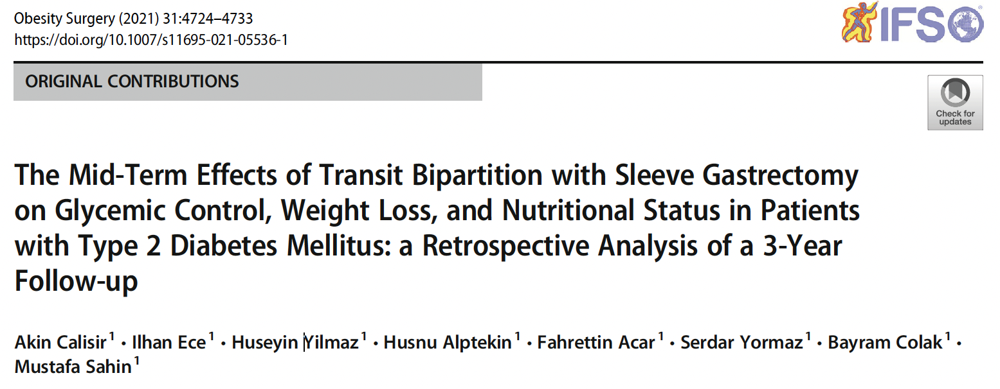 Obesity Surgery (2021) 31:4724–4733
https://doi.org/10.1007/s11695-021-05536-1
IFSO®
ORIGINAL CONTRIBUTIONS
Check for
updates
The Mid-Term Effects of Transit Bipartition with Sleeve Gastrectomy
on Glycemic Control, Weight Loss, and Nutritional Status in Patients
with Type 2 Diabetes Mellitus: a Retrospective Analysis of a 3-Year
Follow-up
Akin Calisir¹ • Ilhan Ece¹ • Huseyin Yilmaz¹ • Husnu Alptekin¹ • Fahrettin Acar¹ • Serdar Yormaz¹ • Bayram Colak¹ •
Mustafa Sahin¹